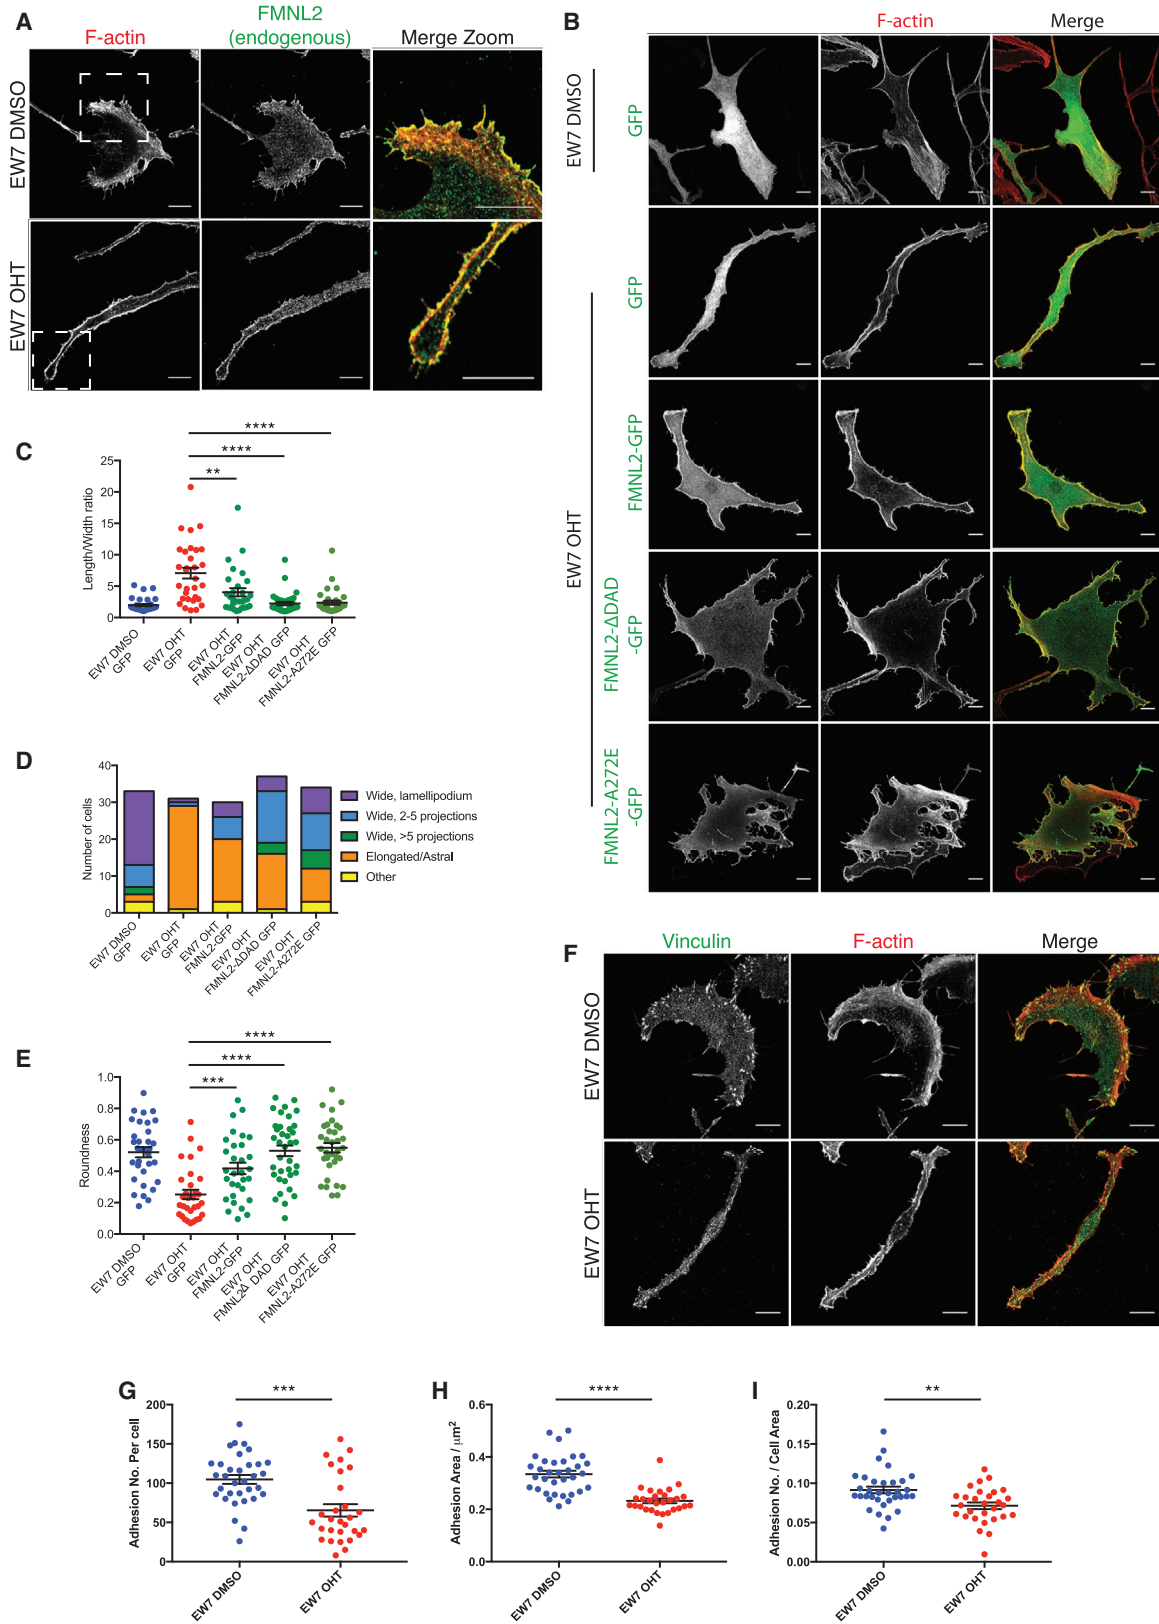 A
F-actin
FMNL2
(endogenous)
Merge Zoom
EW7 DMSO
EW7 OHT
B
F-actin
Merge
EW7 DMSO
GFP
EW7 OHT
GFP
FMNL2-GFP
FMNL2-ΔDAD
-GFP
FMNL2-A272E
-GFP
C
****
****
**
Length/Width ratio
25
20
15
10
5
0
EW7 DMSO
GFP
EW7 OHT
GFP
EW7 OHT
FMNL2-GFP
EW7 OHT
FMNL2-ΔDAD GFP
EW7 OHT
FMNL2-A272E GFP
D
Number of cells
40
30
20
10
0
Wide, lamellipodium
Wide, 2-5 projections
Wide, >5 projections
Elongated/Astral
Other
EW7 DMSO
GFP
EW7 OHT
GFP
EW7 OHT
FMNL2-GFP
EW7 OHT
FMNL2-ΔDAD GFP
EW7 OHT
FMNL2-A272E GFP
E
****
****
***
Roundness
1.0
0.8
0.6
0.4
0.2
0.0
EW7 DMSO
GFP
EW7 OHT
GFP
EW7 OHT
FMNL2-GFP
EW7 OHT
FMNL2Δ DAD GFP
EW7 OHT
FMNL2-A272E GFP
F
Vinculin
F-actin
Merge
EW7 DMSO
EW7 OHT
G
***
Adhesion No. Per cell
200
150
100
50
0
EW7 DMSO
EW7 OHT
H
****
Adhesion Area / μm²
0.6
0.4
0.2
0.0
EW7 DMSO
EW7 OHT
I
**
Adhesion No. / Cell Area
0.20
0.15
0.10
0.05
0.00
EW7 DMSO
EW7 OHT